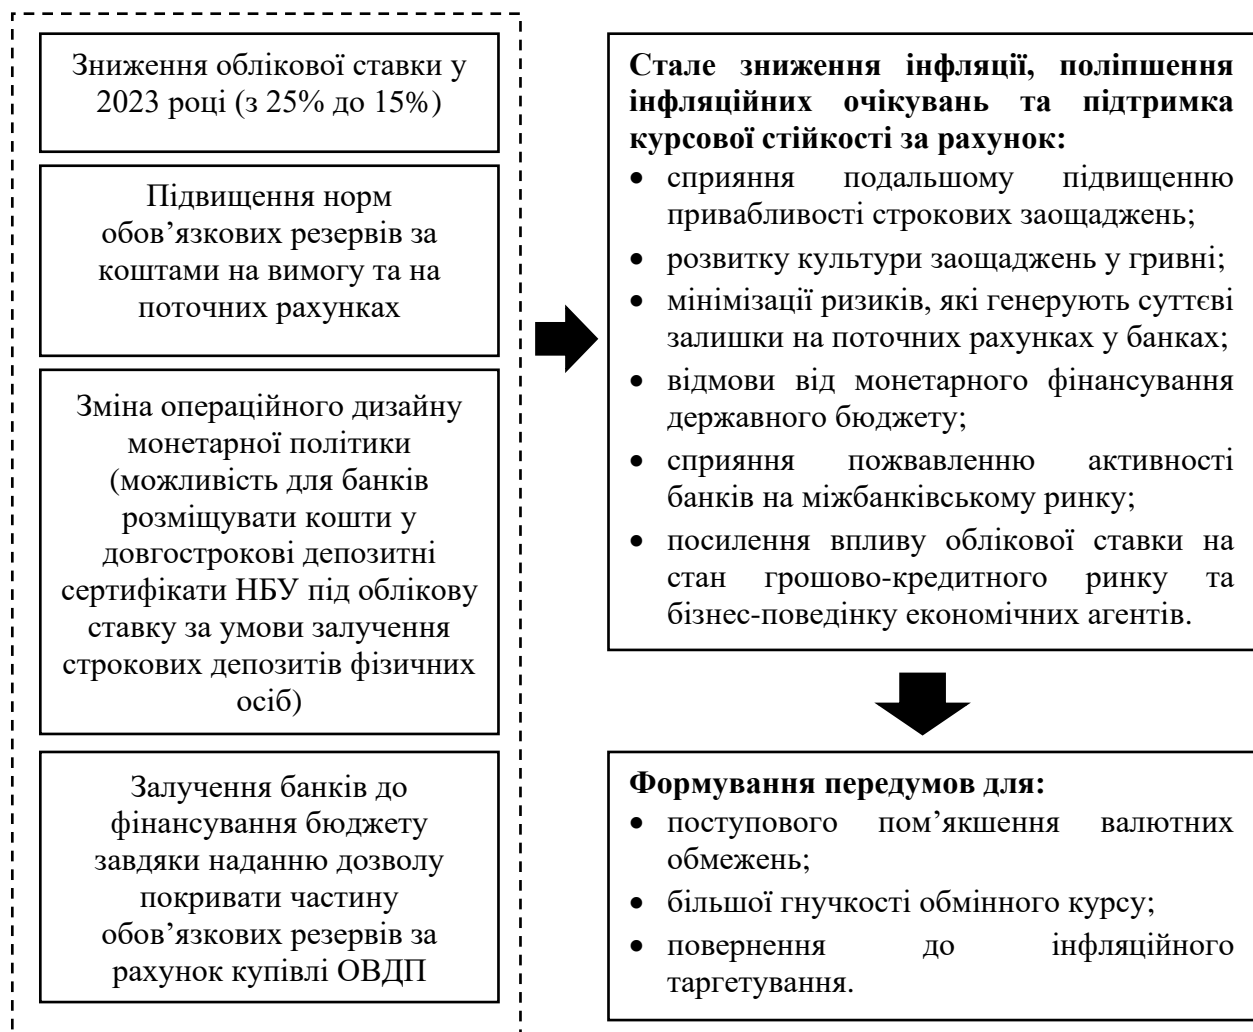 Зниження облікової ставки у
2023 році (з 25% до 15%)
Підвищення норм
обов’язкових резервів за
коштами на вимогу та на
поточних рахунках
Зміна операційного дизайну
монетарної політики
(можливість для банків
розміщувати кошти у
довгострокові депозитні
сертифікати НБУ під облікову
ставку за умови залучення
строкових депозитів фізичних
осіб)
Залучення банків до
фінансування бюджету
завдяки наданню дозволу
покривати частину
обов’язкових резервів за
рахунок купівлі ОВДП
Стале зниження інфляції, поліпшення
інфляційних очікувань та підтримка
курсової стійкості за рахунок:
• сприяння подальшому підвищенню
привабливості строкових заощаджень;
• розвитку культури заощаджень у гривні;
• мінімізації ризиків, які генерують суттєві
залишки на поточних рахунках у банках;
• відмови від монетарного фінансування
державного бюджету;
• сприяння пожвавленню активності
банків на міжбанківському ринку;
• посилення впливу облікової ставки на
стан грошово-кредитного ринку та
бізнес-поведінку економічних агентів.
Формування передумов для:
• поступового пом’якшення валютних
обмежень;
• більшої гнучкості обмінного курсу;
• повернення до інфляційного
таргетування.